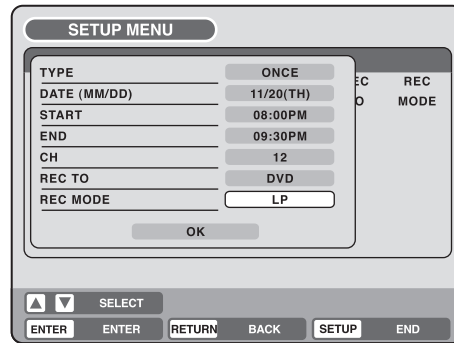 SETUP MENU
TYPE ONCE
DATE (MM/DD) 11/20(TH)
START 08:00PM
END 09:30PM
CH 12
REC TO DVD
REC MODE LP
OK
EC REC
O MODE
SELECT
ENTER ENTER RETURN BACK SETUP END